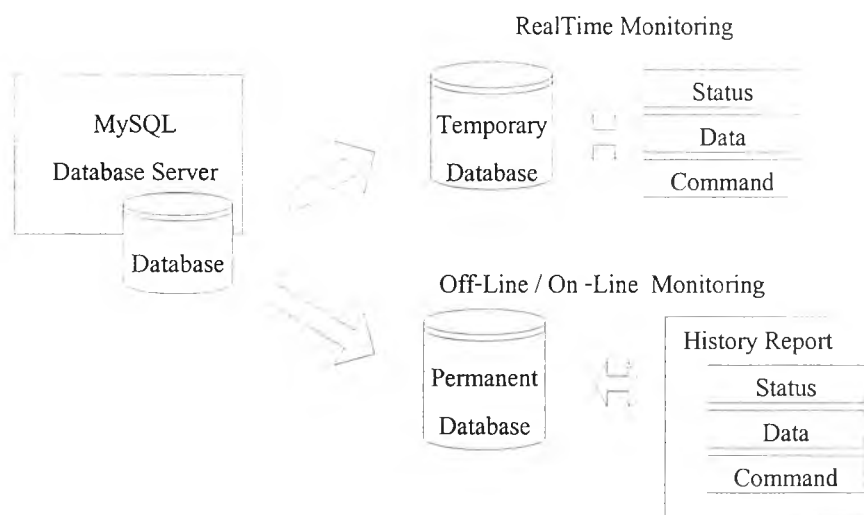 RealTime Monitoring
MySQL
Database Server
Database
Temporary
Database
Status
Data
Command
Off-Line / On -Line Monitoring
Permanent
Database
History Report
Status
Data
Command